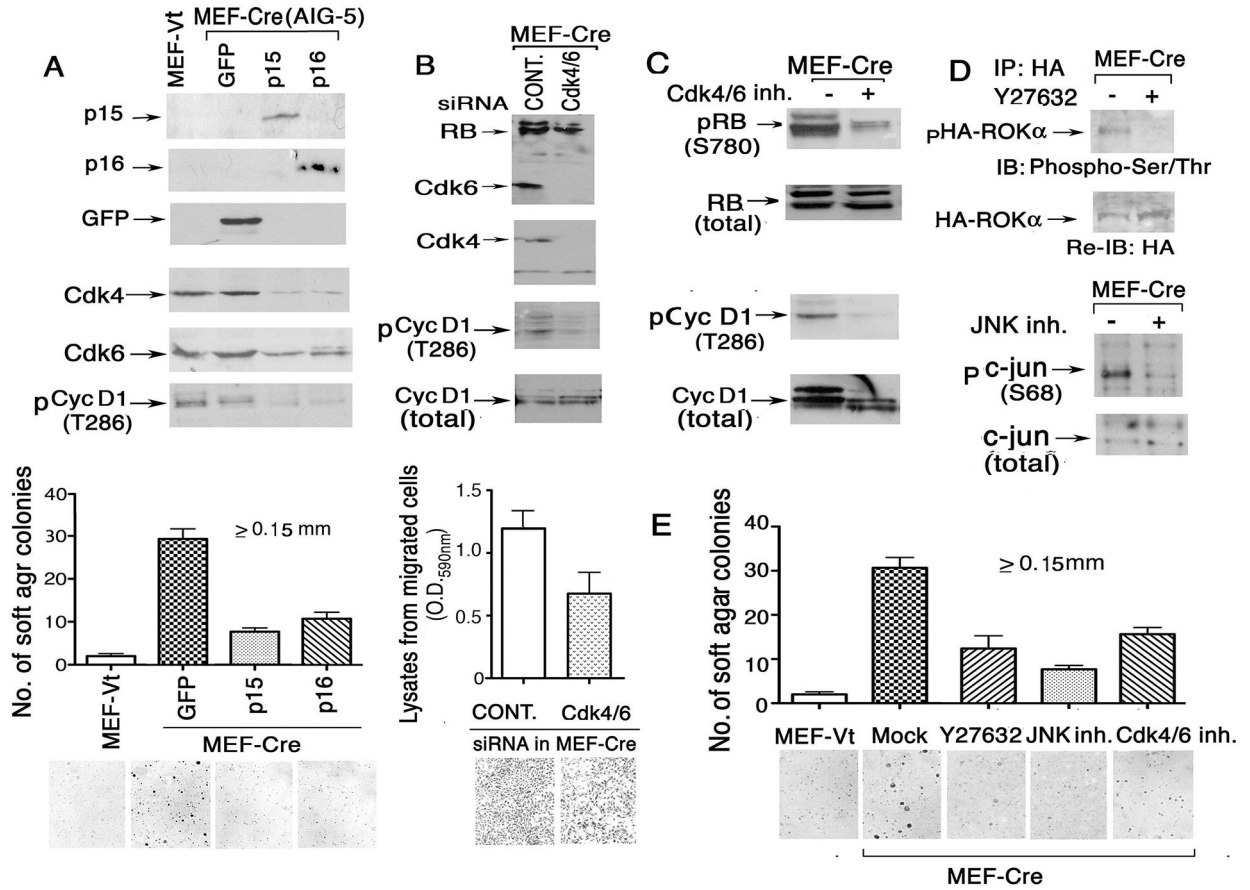 A
MEF-Vt
MEF-Cre(AIG-5)
GFP
p15
p16
p15
p16
GFP
Cdk4
Cdk6
pCyc D1
(T286)
No. of soft agr colonies
40
30
20
10
0
≥ 0.15 mm
MEF-Vt
GFP
p15
p16
MEF-Cre
B
MEF-Cre
siRNA
CONT.
Cdk4/6
RB
Cdk6
Cdk4
pCyc D1
(T286)
Cyc D1
(total)
Lysates from migrated cells
(O.D.590nm)
1.5
1.0
0.5
0
CONT.
Cdk4/6
siRNA in MEF-Cre
C
MEF-Cre
Cdk4/6 inh.
- +
pRB
(S780)
RB
(total)
pCyc D1
(T286)
Cyc D1
(total)
D
IP: HA
MEF-Cre
Y27632
- +
pHA-ROKα
IB: Phospho-Ser/Thr
HA-ROKα
Re-IB: HA
MEF-Cre
JNK inh.
- +
P c-jun
(S68)
c-jun
(total)
E
No. of soft agar colonies
40
30
20
10
0
≥ 0.15mm
MEF-Vt
Mock
Y27632
JNK inh.
Cdk4/6 inh.
MEF-Cre